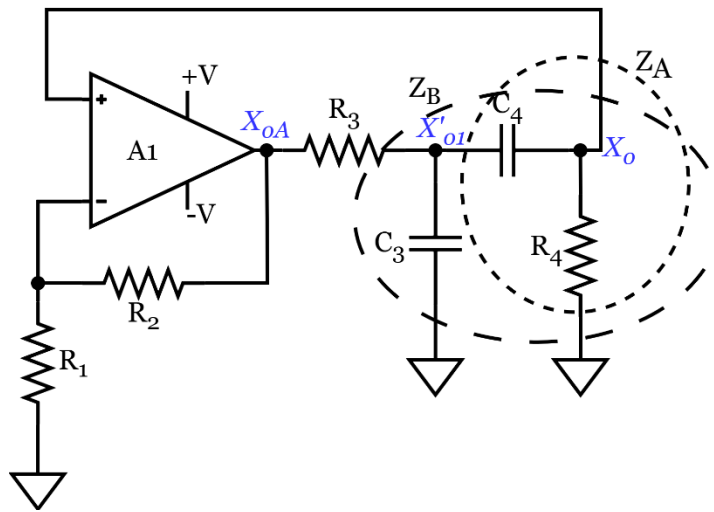 +V
Z_A
Z_B
X_oA
R_3
X'_o1
C_4
+
A1
X_o
-
-V
C_3
R_4
R_2
R_1